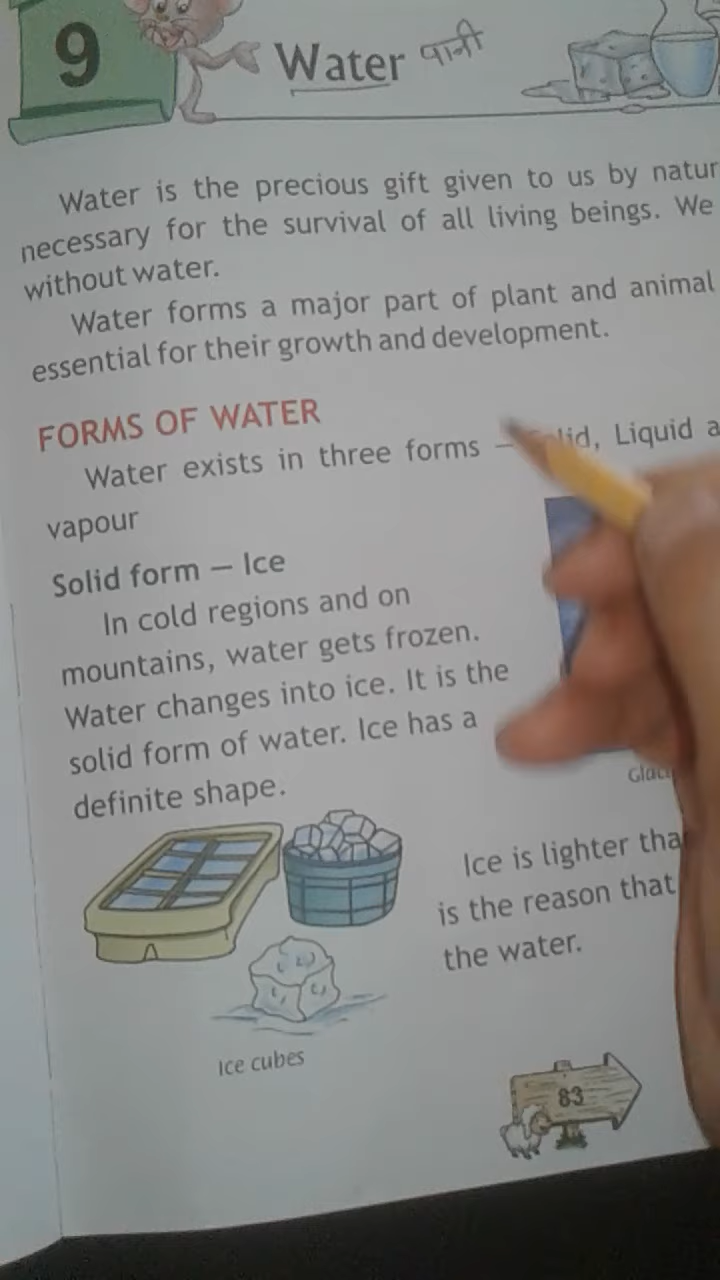 9
Water पानी
Water is the precious gift given to us by natur
necessary for the survival of all living beings. We
without water.
Water forms a major part of plant and animal
essential for their growth and development.
FORMS OF WATER
Water exists in three forms – Solid, Liquid a
vapour
Solid form – Ice
In cold regions and on
mountains, water gets frozen.
Water changes into ice. It is the
solid form of water. Ice has a
definite shape.
Ice is lighter tha
is the reason that
the water.
Ice cubes
83